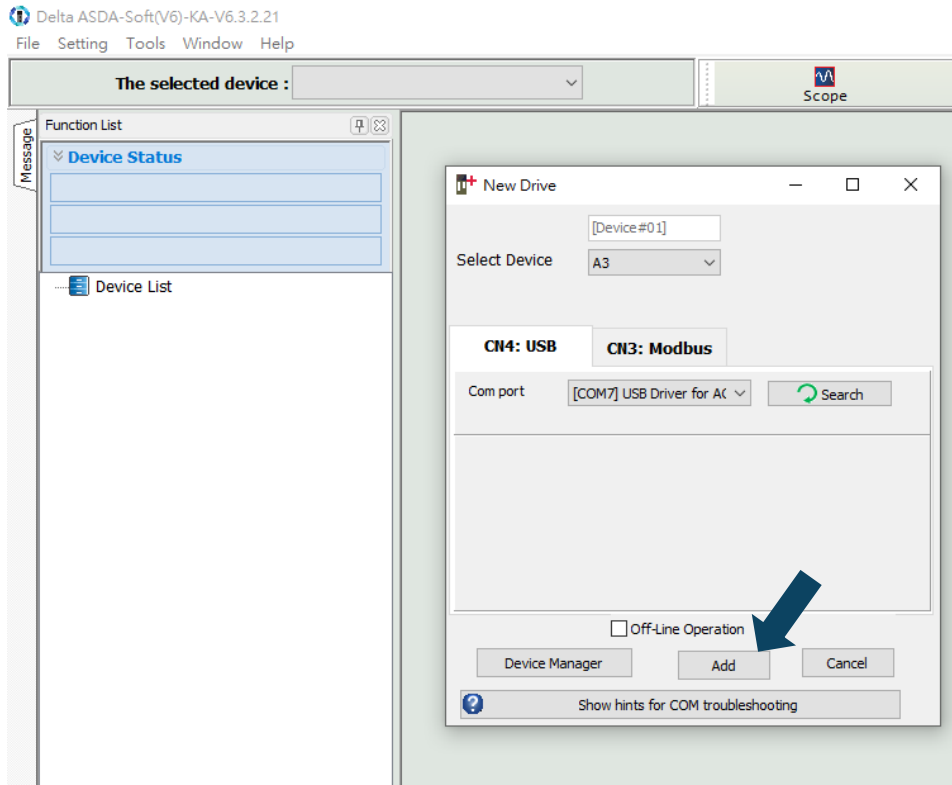 Delta ASDA-Soft(V6)-KA-V6.3.2.21
File Setting Tools Window Help
The selected device :
Scope
Message
Function List
Device Status
Device List
New Drive
[Device#01]
Select Device A3
CN4: USB CN3: Modbus
Com port [COM7] USB Driver for A( Search
Off-Line Operation
Device Manager Add Cancel
Show hints for COM troubleshooting